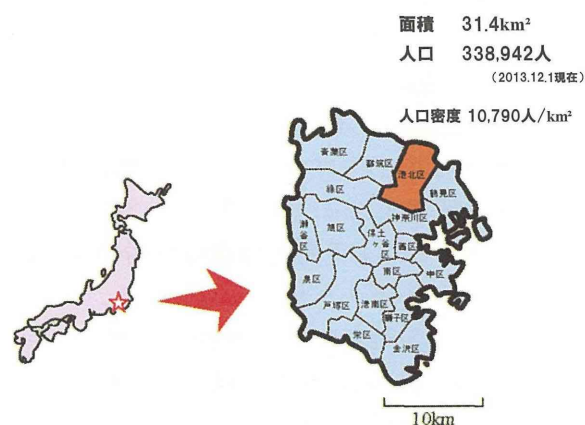 面積 31.4km²
人口 338,942人
(2013.12.1現在)
人口密度 10,790人/km²
青葉区
都筑区
港北区
緑区
鶴見区
神奈川区
瀬谷区
旭区
保土ヶ谷区
西区
泉区
南区
中区
戸塚区
港南区
磯子区
栄区
金沢区
10km